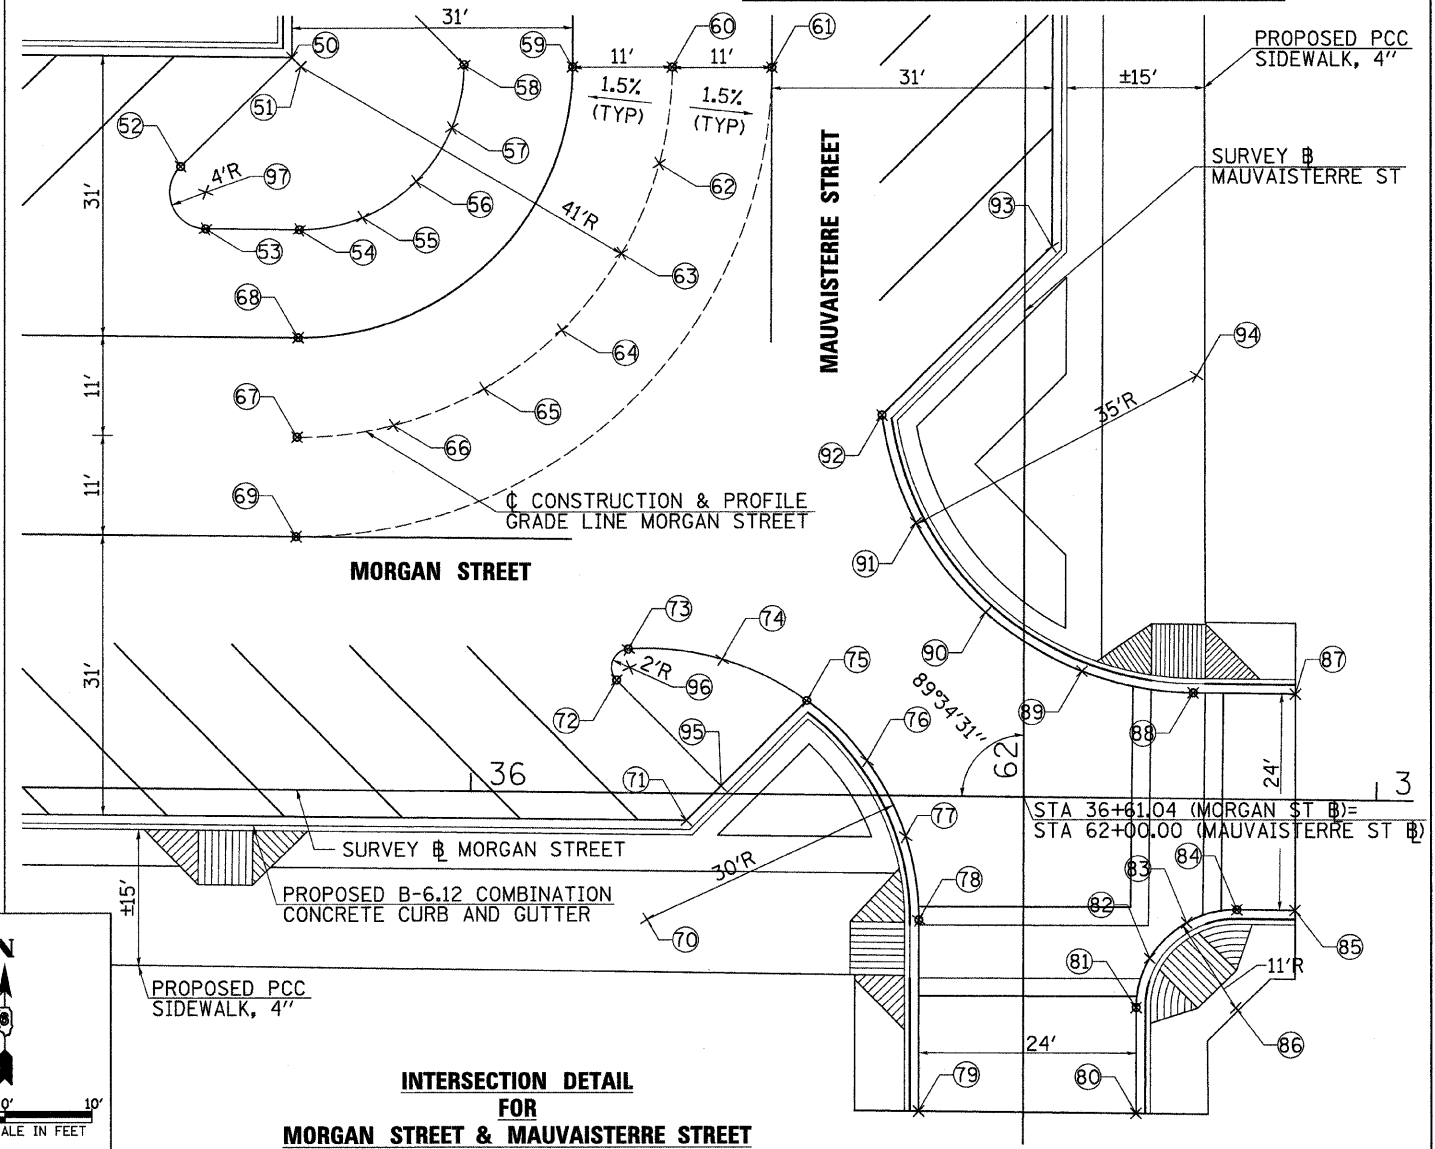 31'
50
59
60
61
11'
11'
51
58
1.5%
(TYP)
1.5%
(TYP)
31'
±15'
PROPOSED PCC
SIDEWALK, 4"
52
57
4'R
97
62
SURVEY B
MAUVAISTERRE ST
31'
56
41'R
93
53
54
55
63
MAUVAISTERRE STREET
68
64
94
11'
67
65
35'R
66
92
11'
69
℄ CONSTRUCTION & PROFILE
GRADE LINE MORGAN STREET
91
MORGAN STREET
73
74
75
90
87
31'
2'R
96
89°34'31"
72
76
89
88
95
62
36
71
24'
3
77
STA 36+61.04 (MORGAN ST B)=
STA 62+00.00 (MAUVAISTERRE ST B)
SURVEY B MORGAN STREET
84
83
30'R
78
82
±15'
PROPOSED B-6.12 COMBINATION
CONCRETE CURB AND GUTTER
70
85
81
11'R
PROPOSED PCC
SIDEWALK, 4"
N
24'
86
79
80
0'
10'
ALE IN FEET
INTERSECTION DETAIL
FOR
MORGAN STREET & MAUVAISTERRE STREET